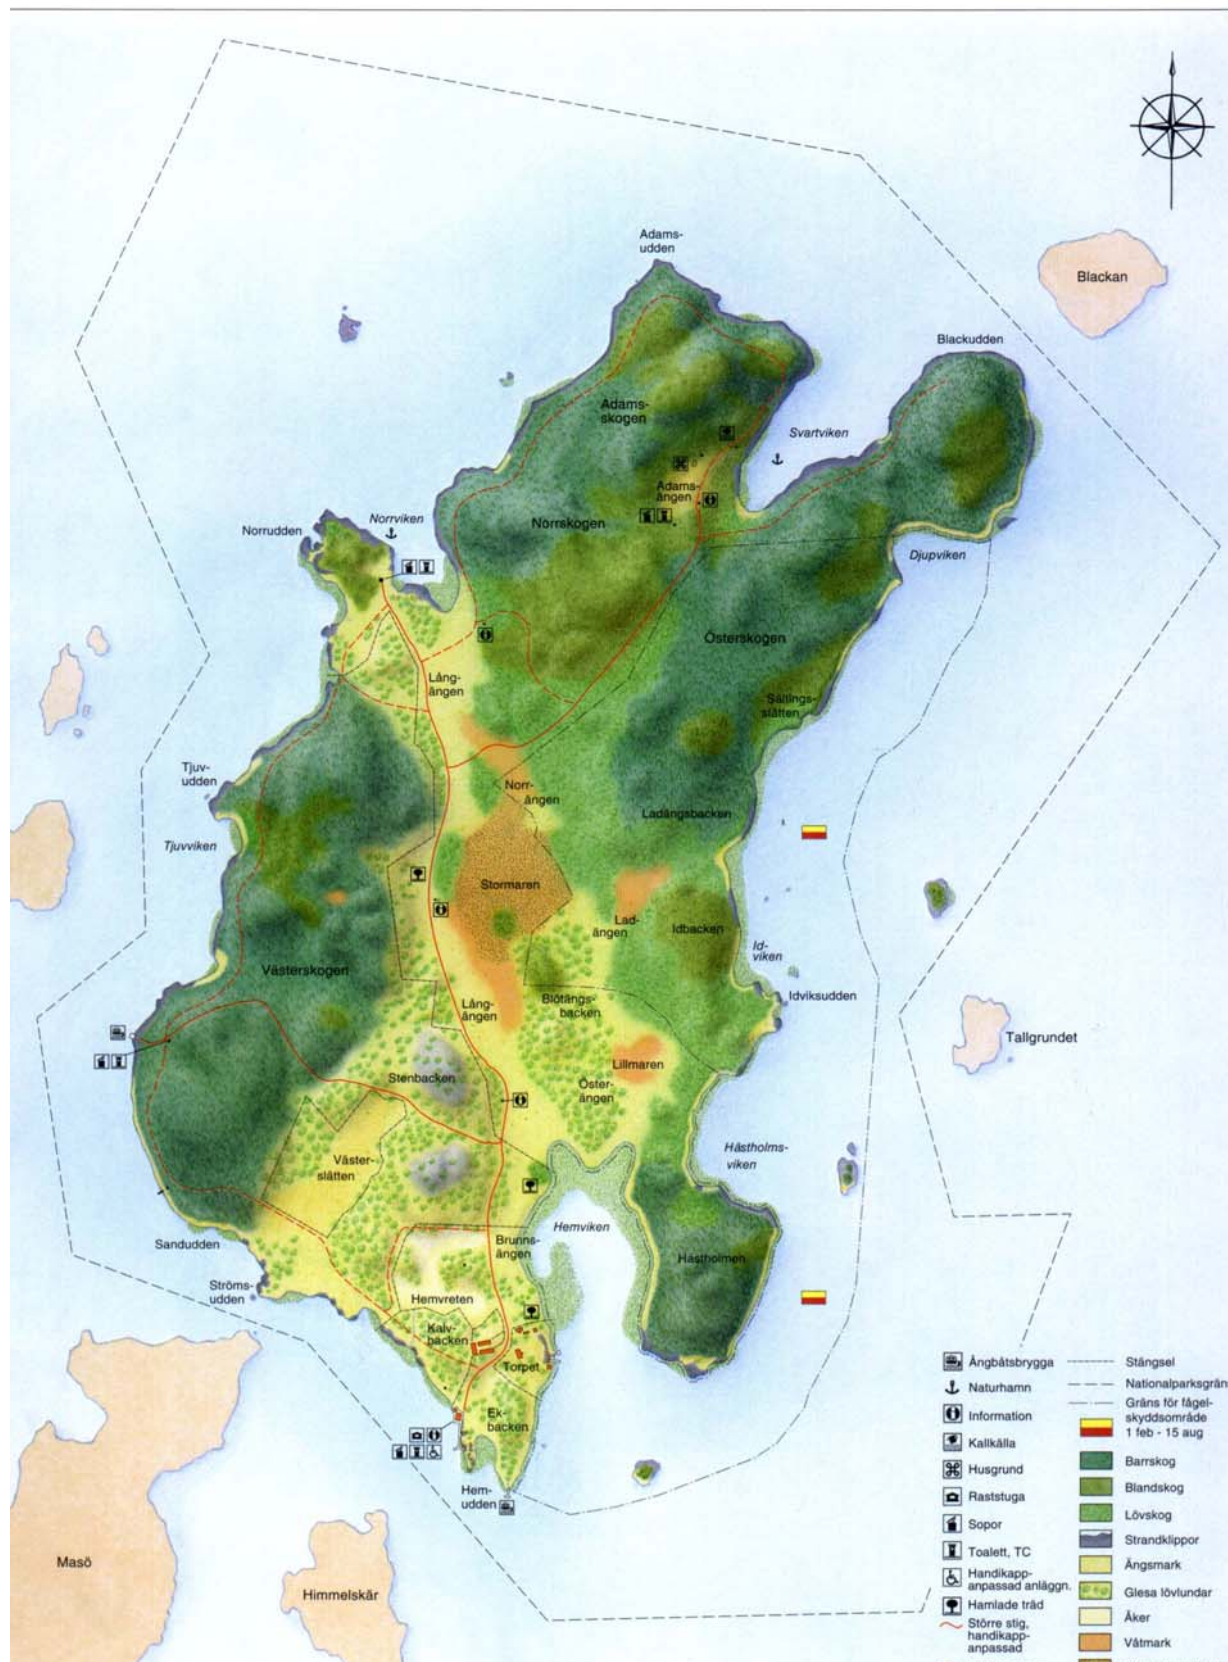 Adams-
udden
Blackan
Blackudden
Adams-
skogen
Svartviken
Adams-
ängen
Norrviken
Norrudden
Norrskogen
Djupviken
Österskogen
Lång-
ängen
Sältings-
slätten
Tjuv-
udden
Norr-
ängen
Ladängsbacken
Tjuvviken
Stormaren
Lad-
ängen
Idbacken
Id-
viken
Västerskogen
Idviksudden
Lång-
ängen
Blötängs-
backen
Tallgrundet
Lillmaren
Stenbacken
Öster-
ängen
Hästholms-
viken
Väster-
slätten
Hemviken
Sandudden
Brunns-
ängen
Hästholmen
Ströms-
udden
Hemvreten
Kalv-
backen
Torpet
Ek-
backen
Hem-
udden
Masö
Himmelskär
Ångbåtsbrygga
Naturhamn
Information
Kallkälla
Husgrund
Raststuga
Sopor
Toalett, TC
Handikapp-
anpassad anläggn.
Hamlade träd
Större stig,
handikapp-
anpassad
Stängsel
Nationalparksgrän
Gräns för fågel-
skyddsområde
1 feb - 15 aug
Barrskog
Blandskog
Lövskog
Strandklippor
Ängsmark
Glesa lövlundar
Åker
Våtmark